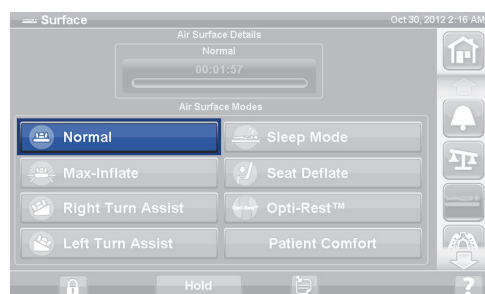 Surface
Oct 30, 2012 2:16 AM
Air Surface Details
Normal
00:01:57
Air Surface Modes
Normal
Sleep Mode
Max-Inflate
Seat Deflate
Right Turn Assist
Opti-Rest™
Left Turn Assist
Patient Comfort
Hold
?